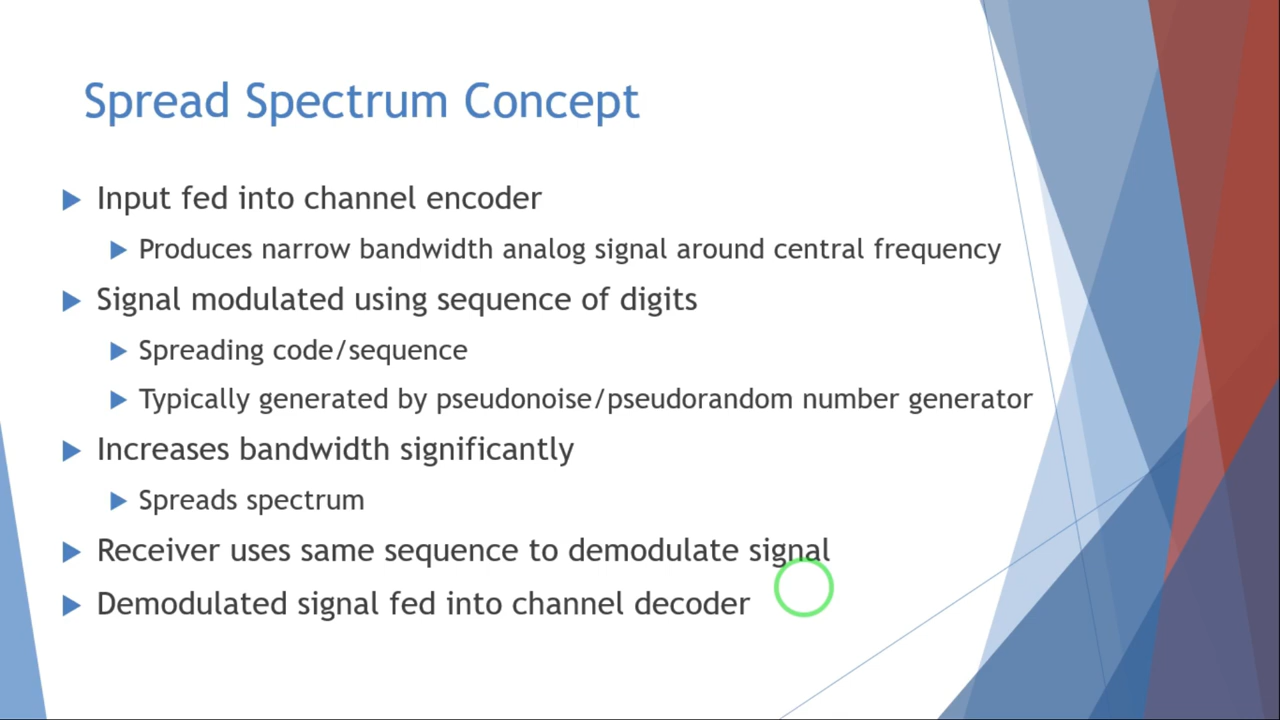 Spread Spectrum Concept
Input fed into channel encoder
Produces narrow bandwidth analog signal around central frequency
Signal modulated using sequence of digits
Spreading code/sequence
Typically generated by pseudonoise/pseudorandom number generator
Increases bandwidth significantly
Spreads spectrum
Receiver uses same sequence to demodulate signal
Demodulated signal fed into channel decoder